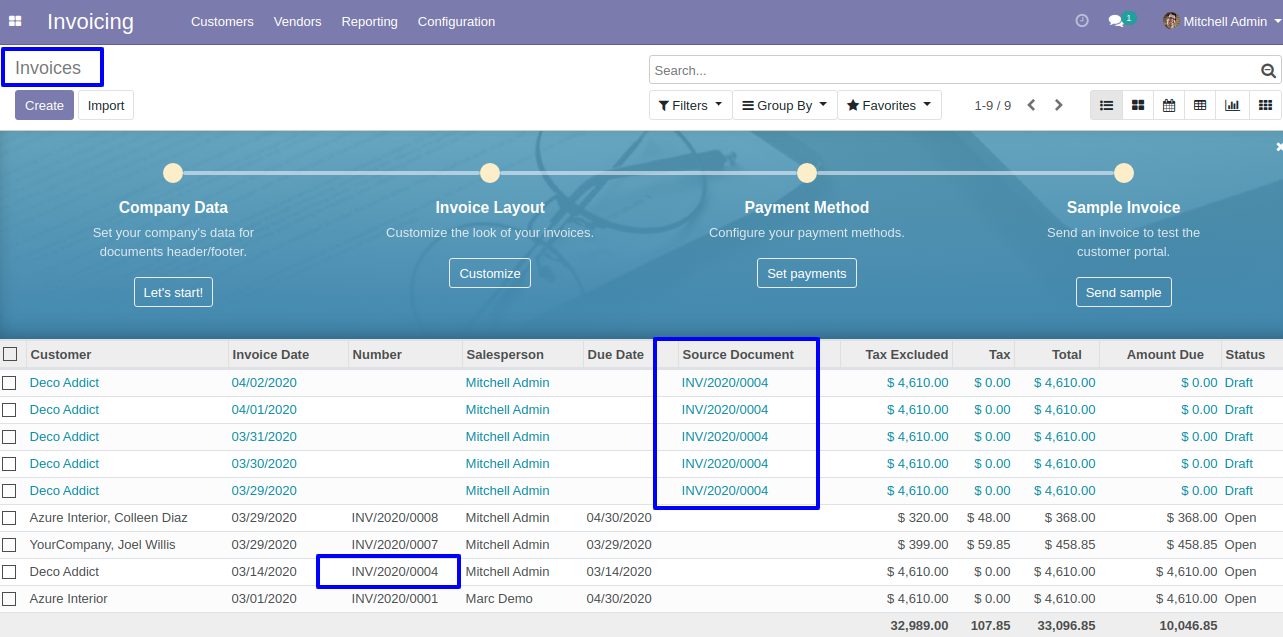 Invoicing Customers Vendors Reporting Configuration 1 Mitchell Admin
Invoices
Search...
Create Import Filters Group By Favorites 1-9 / 9
Company Data Invoice Layout Payment Method Sample Invoice
Set your company's data for Customize the look of your invoices. Configure your payment methods. Send an invoice to test the
documents header/footer. customer portal.
Customize Set payments
Let's start! Send sample
Customer Invoice Date Number Salesperson Due Date Source Document Tax Excluded Tax Total Amount Due Status
Deco Addict 04/02/2020 Mitchell Admin INV/2020/0004 $ 4,610.00 $ 0.00 $ 4,610.00 $ 0.00 Draft
Deco Addict 04/01/2020 Mitchell Admin INV/2020/0004 $ 4,610.00 $ 0.00 $ 4,610.00 $ 0.00 Draft
Deco Addict 03/31/2020 Mitchell Admin INV/2020/0004 $ 4,610.00 $ 0.00 $ 4,610.00 $ 0.00 Draft
Deco Addict 03/30/2020 Mitchell Admin INV/2020/0004 $ 4,610.00 $ 0.00 $ 4,610.00 $ 0.00 Draft
Deco Addict 03/29/2020 Mitchell Admin INV/2020/0004 $ 4,610.00 $ 0.00 $ 4,610.00 $ 0.00 Draft
Azure Interior, Colleen Diaz 03/29/2020 INV/2020/0008 Mitchell Admin 04/30/2020 $ 320.00 $ 48.00 $ 368.00 $ 368.00 Open
YourCompany, Joel Willis 03/29/2020 INV/2020/0007 Mitchell Admin 03/29/2020 $ 399.00 $ 59.85 $ 458.85 $ 458.85 Open
Deco Addict 03/14/2020 INV/2020/0004 Mitchell Admin 03/14/2020 $ 4,610.00 $ 0.00 $ 4,610.00 $ 4,610.00 Open
Azure Interior 03/01/2020 INV/2020/0001 Marc Demo 04/30/2020 $ 4,610.00 $ 0.00 $ 4,610.00 $ 4,610.00 Open
32,989.00 107.85 33,096.85 10,046.85